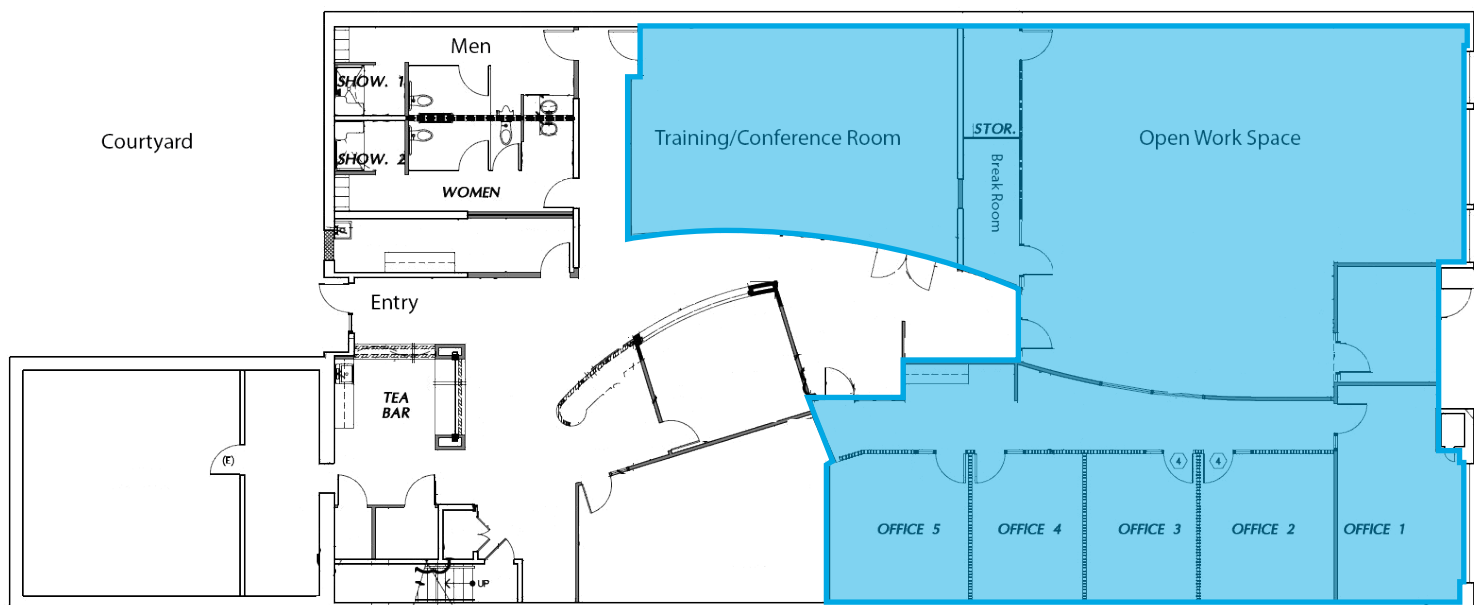 Men
SHOW. 1
Courtyard
Training/Conference Room
STOR.
Open Work Space
SHOW. 2
WOMEN
Break Room
Entry
TEA
BAR
(E)
4
4
OFFICE 5
OFFICE 4
OFFICE 3
OFFICE 2
OFFICE 1
UP